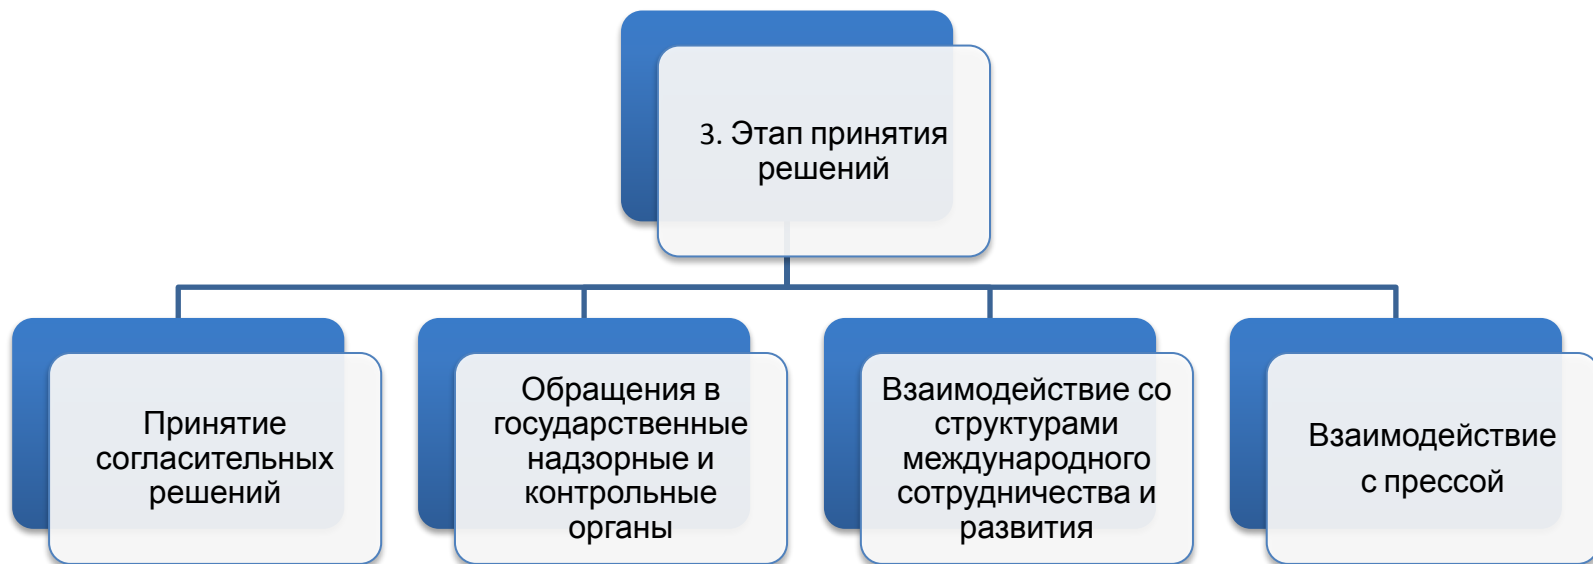 3. Этап принятия
решений
Принятие
согласительных
решений
Обращения в
государственные
надзорные и
контрольные
органы
Взаимодействие со
структурами
международного
сотрудничества и
развития
Взаимодействие
с прессой